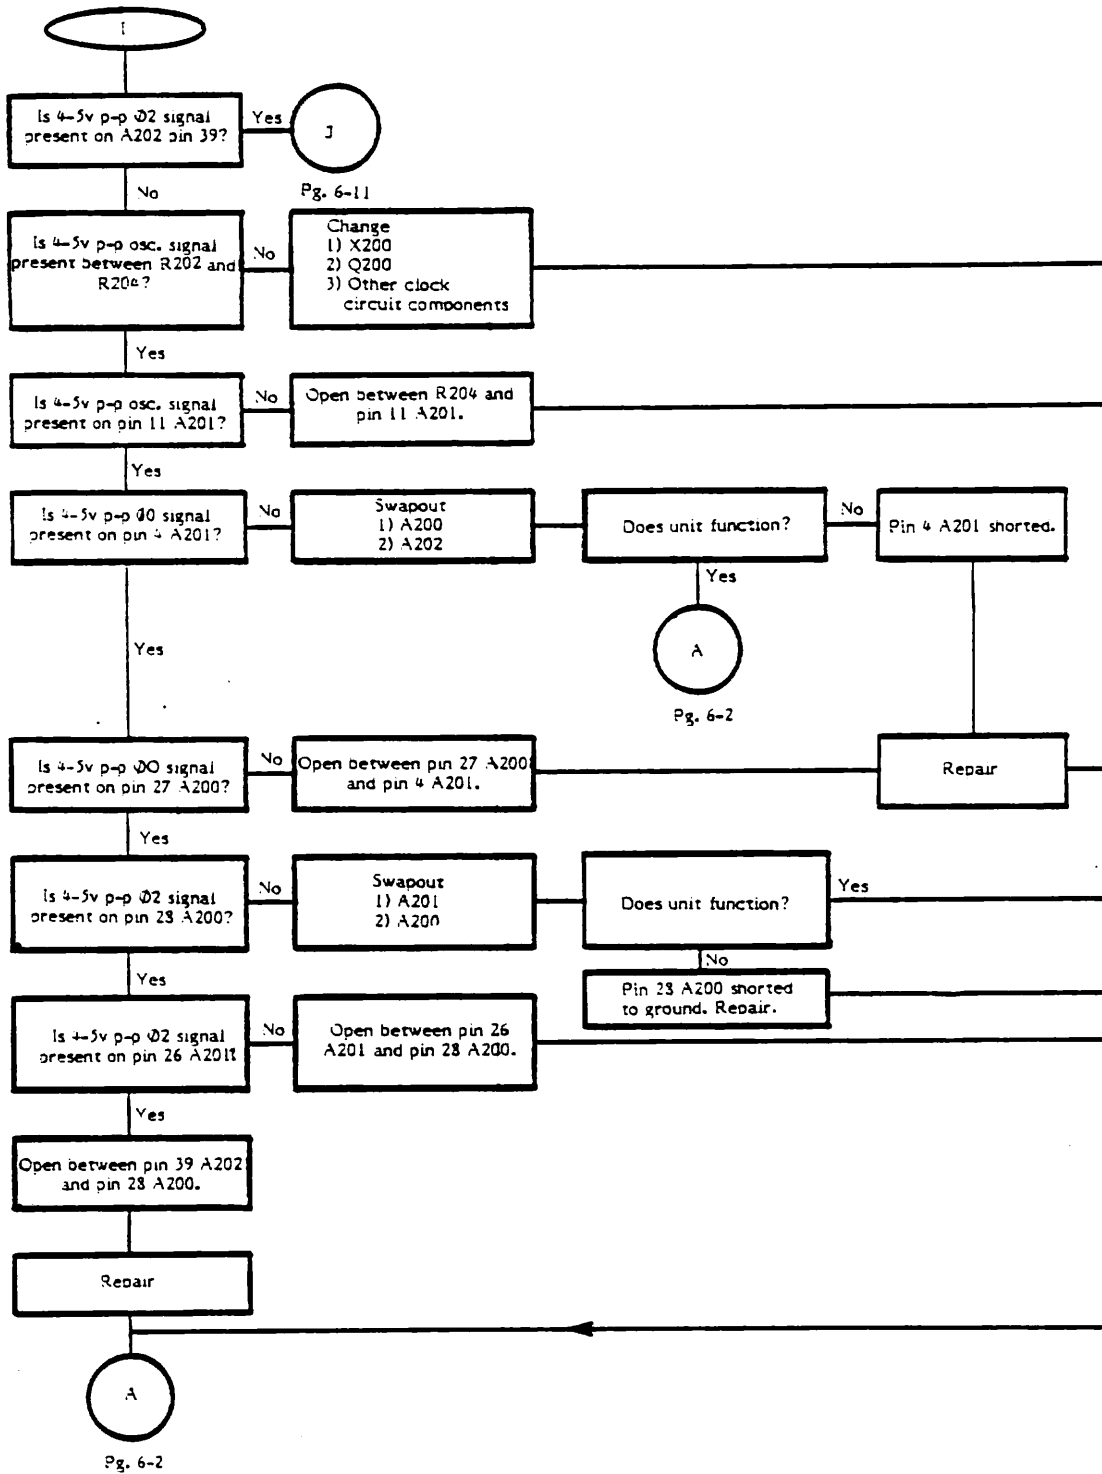 I
Is 4-5v p-p Φ2 signal
present on A202 pin 39?
Yes
J
Pg. 6-11
No
Is 4-5v p-p osc. signal
present between R202 and
R204?
No
Change
1) X200
2) Q200
3) Other clock
circuit components
Yes
Is 4-5v p-p osc. signal
present on pin 11 A201?
No
Open between R204 and
pin 11 A201.
Yes
Is 4-5v p-p Φ0 signal
present on pin 4 A201?
No
Swapout
1) A200
2) A202
Does unit function?
No
Pin 4 A201 shorted.
Yes
A
Pg. 6-2
Yes
Is 4-5v p-p ΦO signal
present on pin 27 A200?
No
Open between pin 27 A200
and pin 4 A201.
Repair
Yes
Is 4-5v p-p Φ2 signal
present on pin 28 A200?
No
Swapout
1) A201
2) A200
Does unit function?
Yes
No
Pin 28 A200 shorted
to ground. Repair.
Yes
Is 4-5v p-p Φ2 signal
present on pin 26 A201?
No
Open between pin 26
A201 and pin 28 A200.
Yes
Open between pin 39 A202
and pin 28 A200.
Repair
A
Pg. 6-2